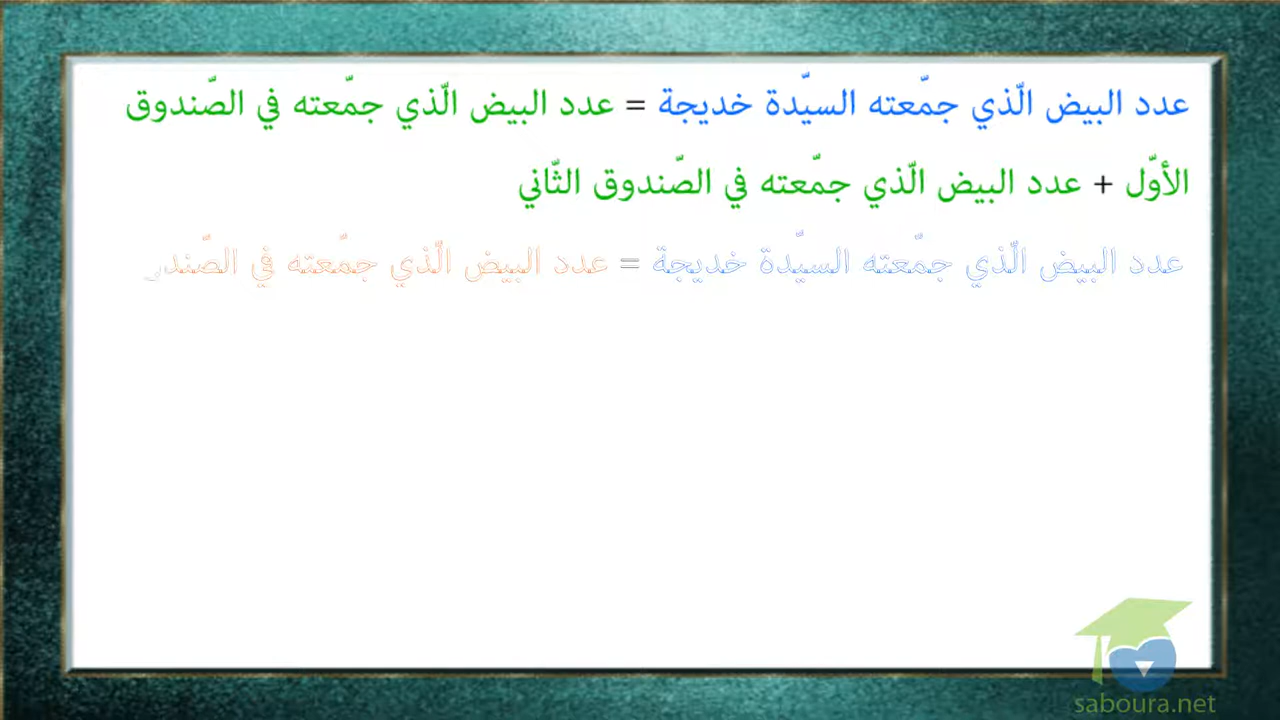 عدد البيض الّذي جمّعته السيّدة خديجة = عدد البيض الّذي جمّعته في الصّندوق
الأوّل + عدد البيض الّذي جمّعته في الصّندوق الثّاني
عدد البيض الّذي جمّعته السيّدة خديجة = عدد البيض الّذي جمّعته في
saboura.net